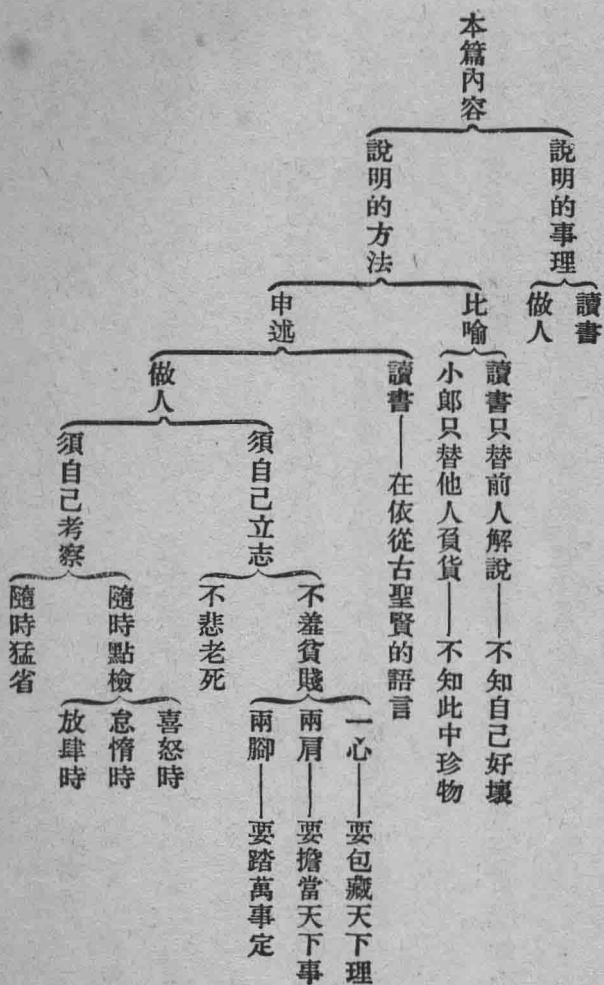 本篇內容
說明的事理
讀書
做人
說明的方法
比喻
讀書只替前人解說——不知自己好壞
小郎只替他人負貨——不知此中珍物
申述
讀書——在依從古聖賢的語言
做人
須自己立志
不羞貧賤
一心——要包藏天下理
兩肩——要擔當天下事
兩腳——要踏萬事定
不悲老死
須自己考察
隨時點檢
喜怒時
怠惰時
放肆時
隨時猛省